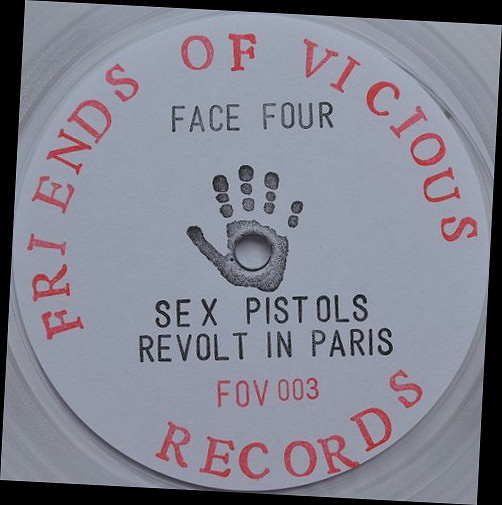 FRIENDS OF VICIOUS
FACE FOUR
SEX PISTOLS
REVOLT IN PARIS
FOV 003
RECORDS